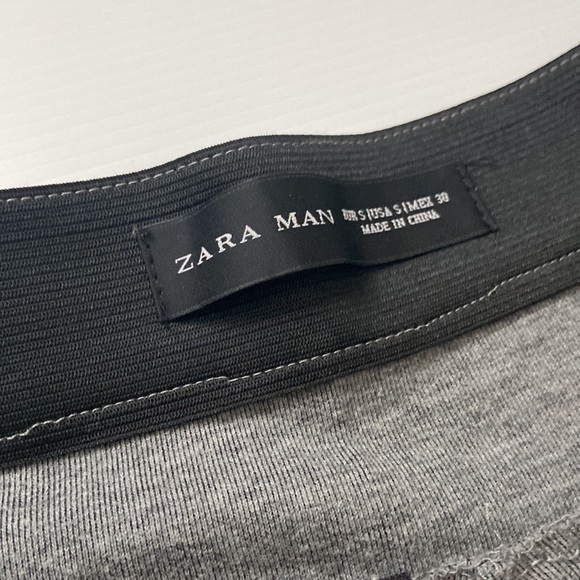 ZARA MAN
EUR S | USA S | MEX 30
MADE IN CHINA